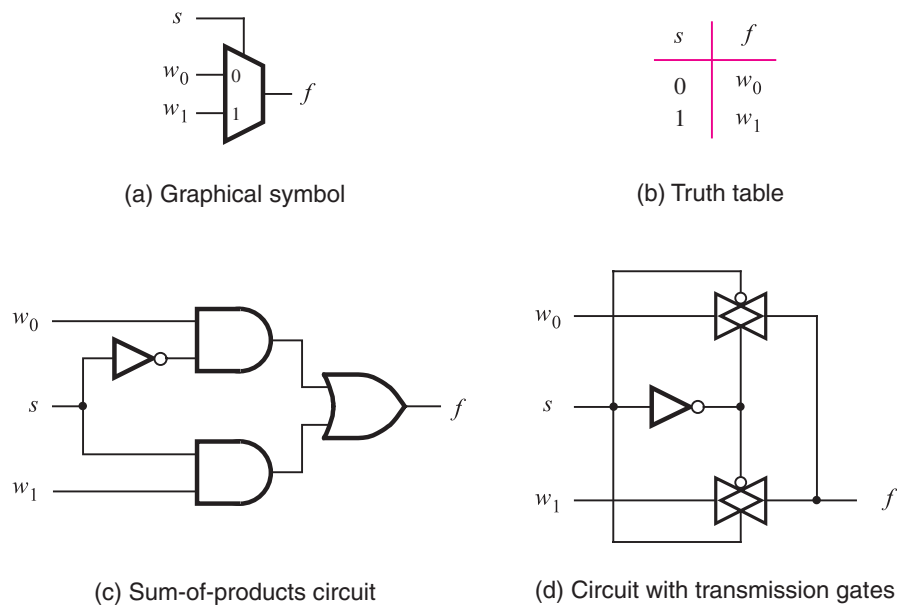 s
w0
0
w1
1
f
(a) Graphical symbol
s f
0 w0
1 w1
(b) Truth table
w0
s
w1
f
(c) Sum-of-products circuit
w0
s
w1
f
(d) Circuit with transmission gates